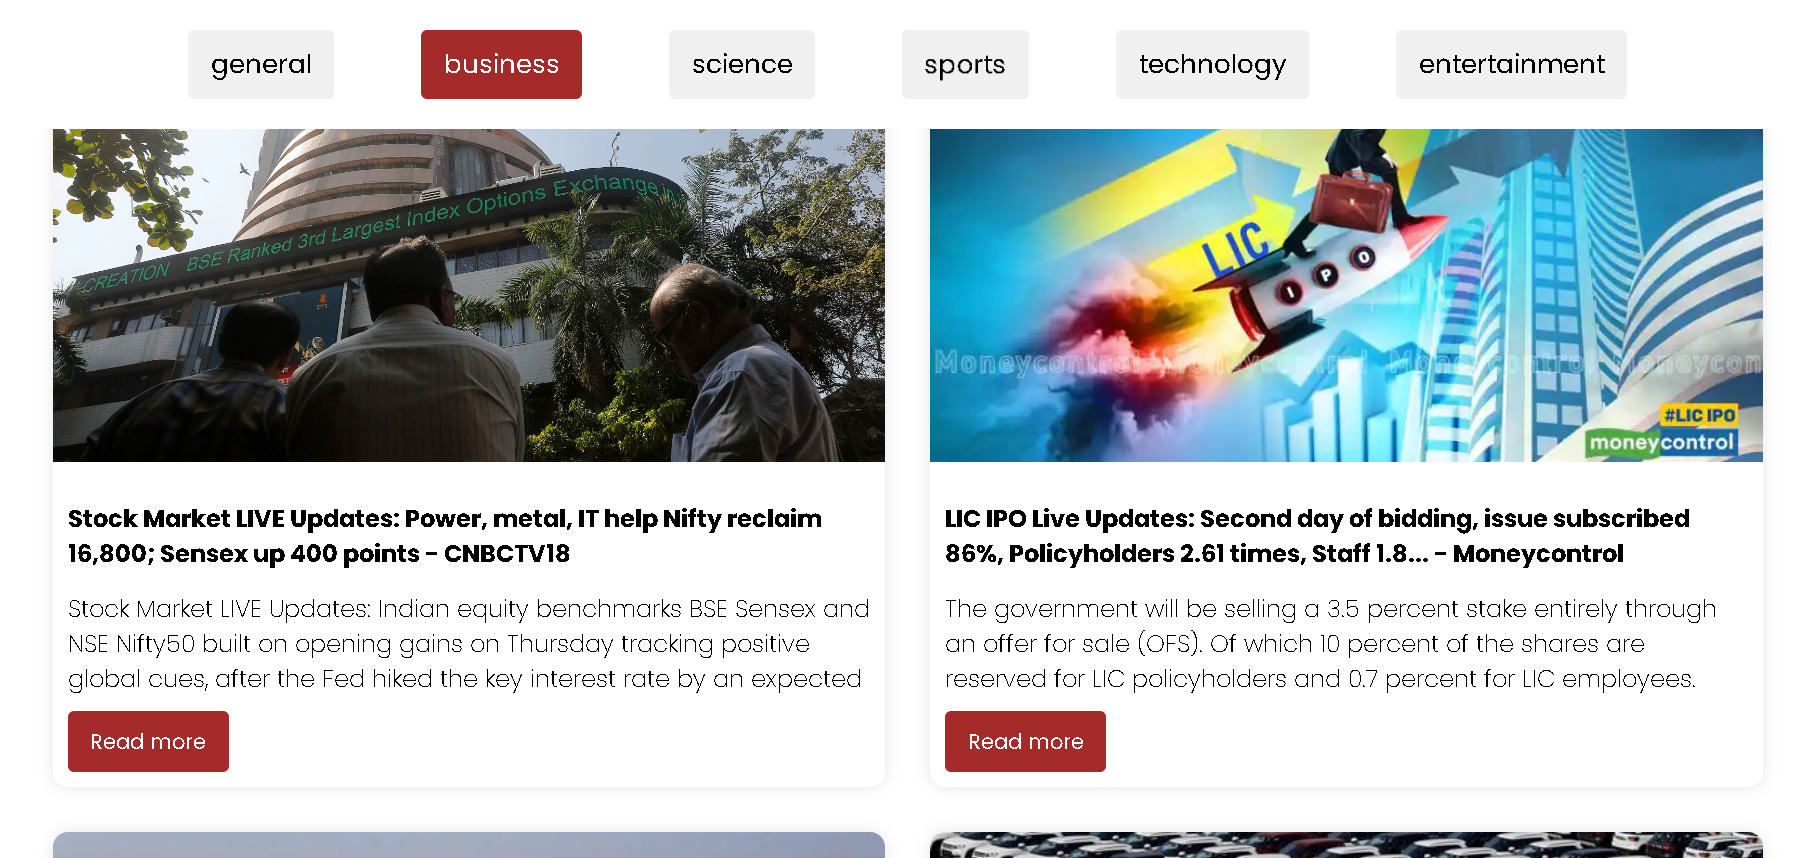 general
business
science
sports
technology
entertainment
-CREATION BSE Ranked 3rd Largest Index Options Exchange in
LIC
I P O
Moneycontrol
#LIC IPO
moneycontrol
Stock Market LIVE Updates: Power, metal, IT help Nifty reclaim
16,800; Sensex up 400 points - CNBCTV18
Stock Market LIVE Updates: Indian equity benchmarks BSE Sensex and
NSE Nifty50 built on opening gains on Thursday tracking positive
global cues, after the Fed hiked the key interest rate by an expected
Read more
LIC IPO Live Updates: Second day of bidding, issue subscribed
86%, Policyholders 2.61 times, Staff 1.8... - Moneycontrol
The government will be selling a 3.5 percent stake entirely through
an offer for sale (OFS). Of which 10 percent of the shares are
reserved for LIC policyholders and 0.7 percent for LIC employees.
Read more